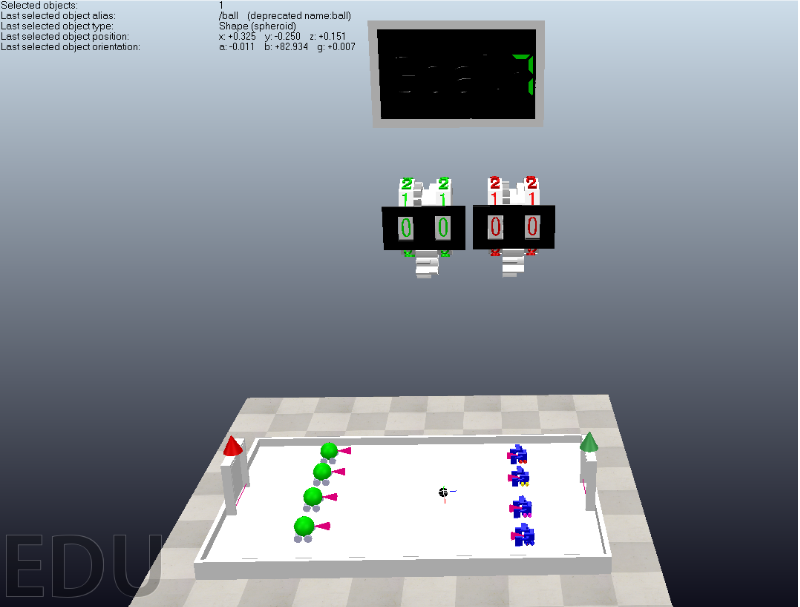 Selected objects: 1
Last selected object alias: /ball (deprecated name:ball)
Last selected object type: Shape (spheroid)
Last selected object position: x: +0.325 y: -0.250 z: +0.151
Last selected object orientation: a: -0.011 b: +82.934 g: +0.007
2 2 2 2
1 1 1 1
0 0 0 0
EDU